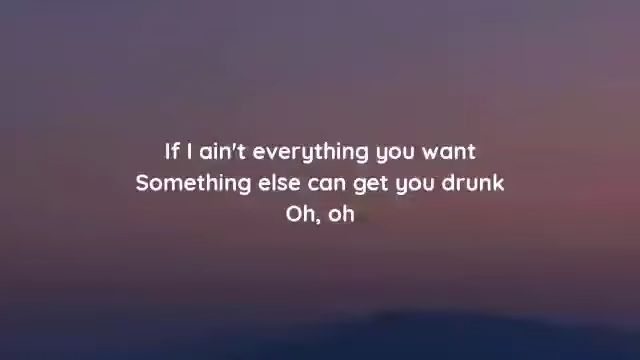 If I ain't everything you want
Something else can get you drunk
Oh, oh